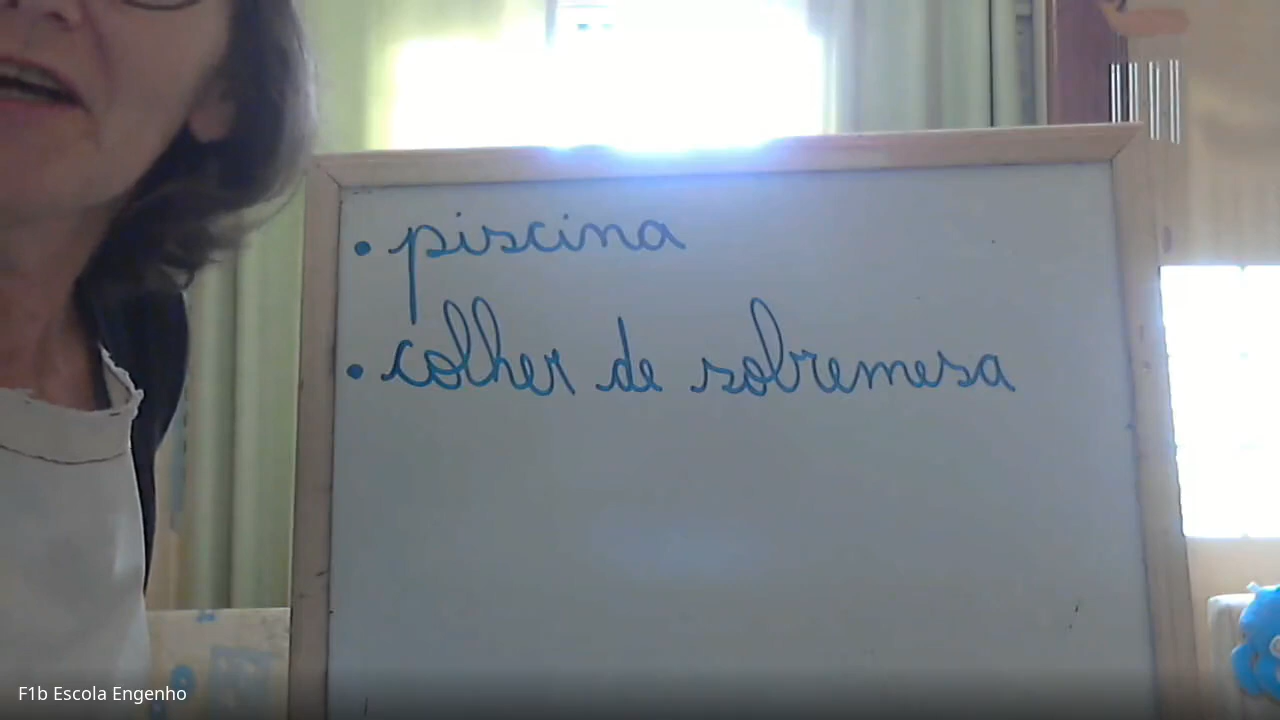 • piscina
• colher de sobremesa
F1b Escola Engenho